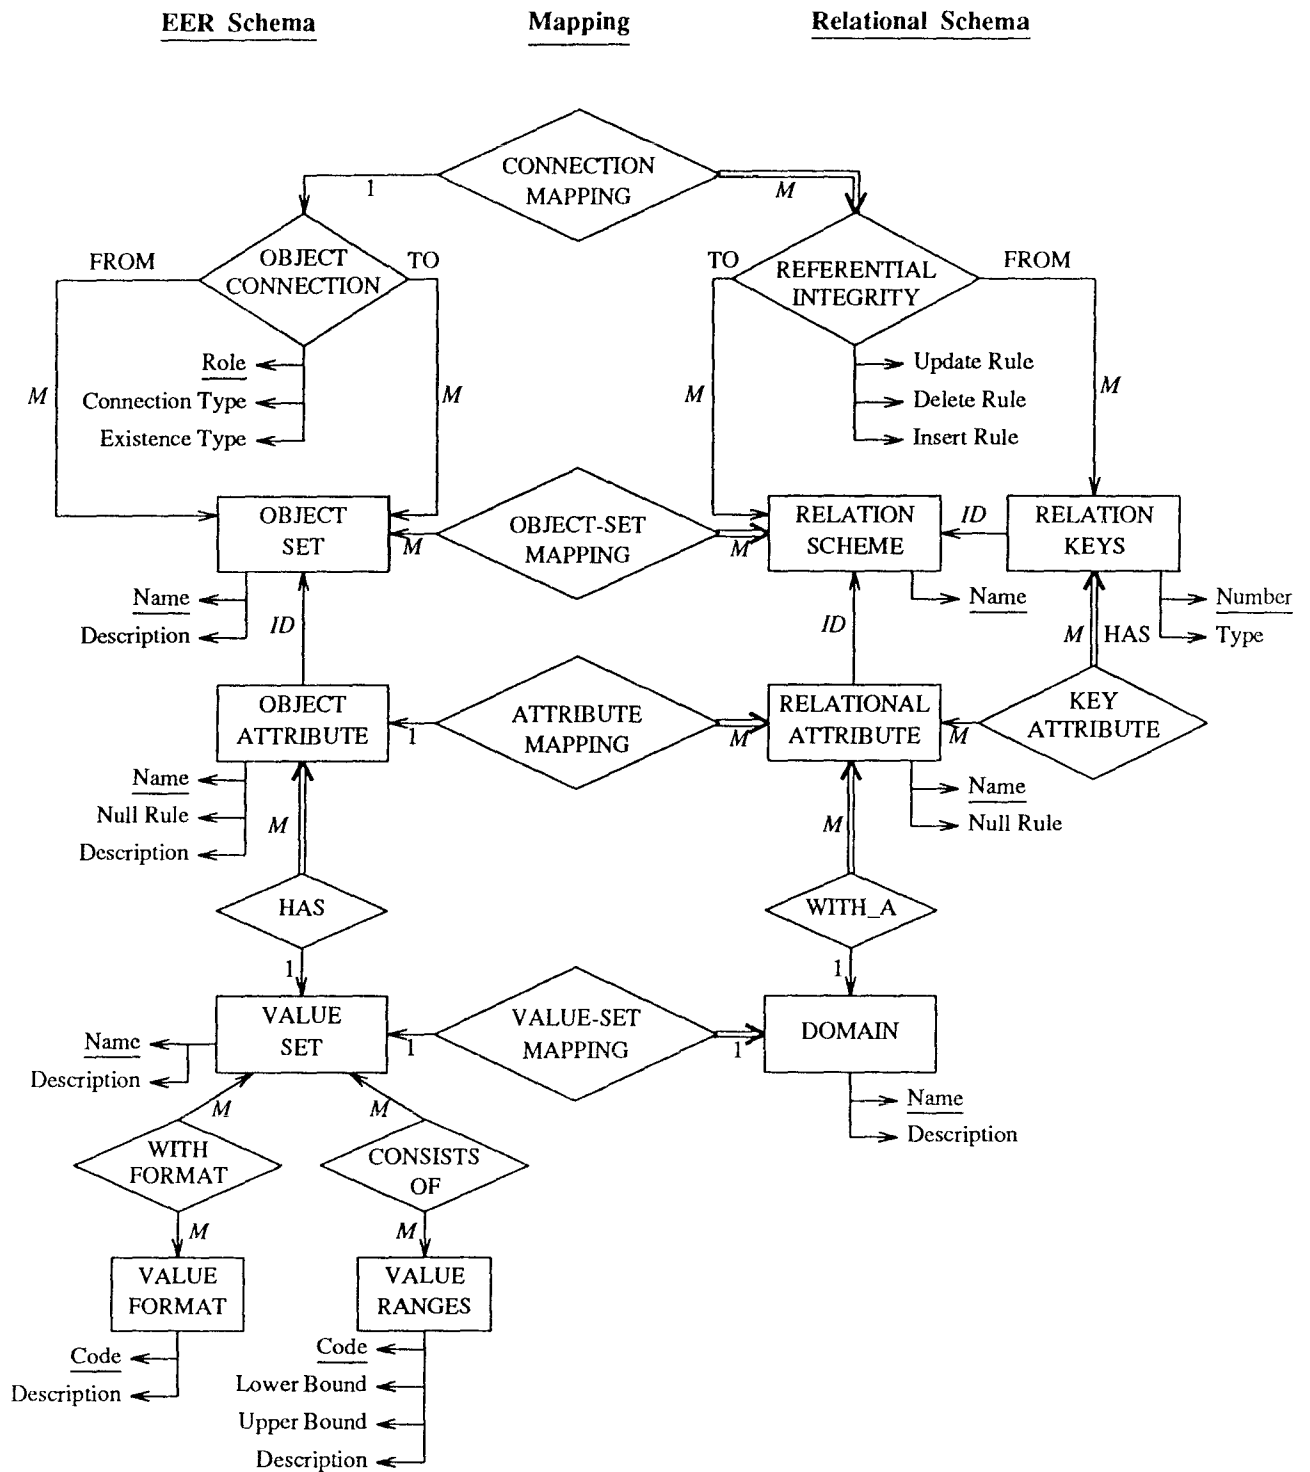 EER Schema
Mapping
Relational Schema
CONNECTION
MAPPING
1
M
OBJECT
CONNECTION
FROM
TO
M
M
Role
Connection Type
Existence Type
REFERENTIAL
INTEGRITY
TO
FROM
M
M
Update Rule
Delete Rule
Insert Rule
OBJECT
SET
M
OBJECT-SET
MAPPING
M
RELATION
SCHEME
ID
RELATION
KEYS
Name
Description
ID
Name
ID
M
HAS
Number
Type
OBJECT
ATTRIBUTE
1
ATTRIBUTE
MAPPING
M
RELATIONAL
ATTRIBUTE
M
KEY
ATTRIBUTE
Name
Null Rule
Description
M
Name
Null Rule
M
HAS
WITH_A
1
1
VALUE
SET
1
VALUE-SET
MAPPING
1
DOMAIN
Name
Description
Name
Description
M
M
WITH
FORMAT
CONSISTS
OF
M
M
VALUE
FORMAT
VALUE
RANGES
Code
Description
Code
Lower Bound
Upper Bound
Description